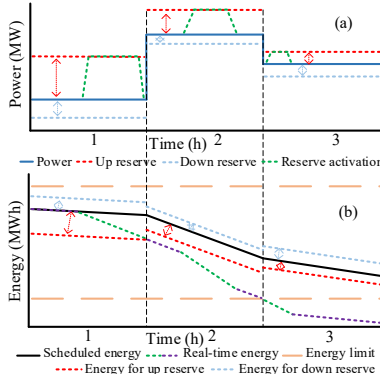 (a)
Power (MW)
1 2 3
Time (h)
Power Up reserve Down reserve Reserve activation
(b)
Energy (MWh)
1 2 3
Time (h)
Scheduled energy Real-time energy Energy limit
Energy for up reserve Energy for down reserve